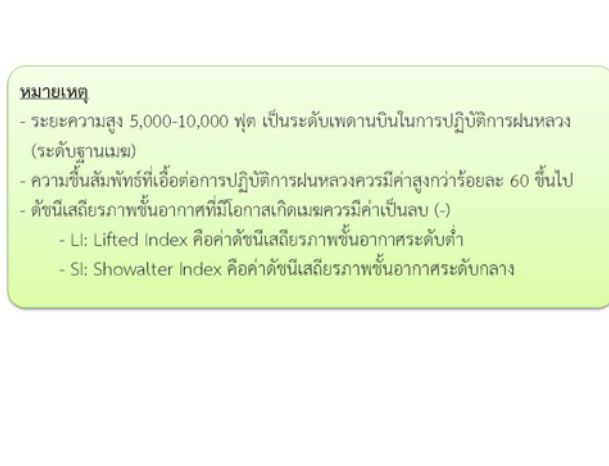 หมายเหตุ
- ระยะความสูง 5,000-10,000 ฟุต เป็นระดับเพดานบินในการปฏิบัติการฝนหลวง
(ระดับฐานเมฆ)
- ความชื้นสัมพัทธ์ที่เอื้อต่อการปฏิบัติการฝนหลวงควรมีค่าสูงกว่าร้อยละ 60 ขึ้นไป
- ดัชนีเสถียรภาพชั้นอากาศที่มีโอกาสเกิดเมฆควรมีค่าเป็นลบ (-)
- LI: Lifted Index คือค่าดัชนีเสถียรภาพชั้นอากาศระดับต่ำ
- SI: Showalter Index คือค่าดัชนีเสถียรภาพชั้นอากาศระดับกลาง